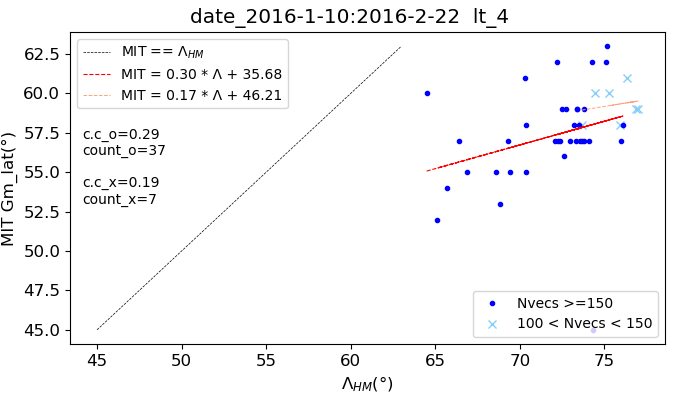 date_2016-1-10:2016-2-22  lt_4
MIT == Λ_HM
MIT = 0.30 * Λ + 35.68
MIT = 0.17 * Λ + 46.21
c.c_o=0.29
count_o=37
c.c_x=0.19
count_x=7
62.5
60.0
57.5
55.0
52.5
50.0
47.5
45.0
MIT Gm_lat(°)
Nvecs >=150
100 < Nvecs < 150
45 50 55 60 65 70 75
Λ_HM(°)